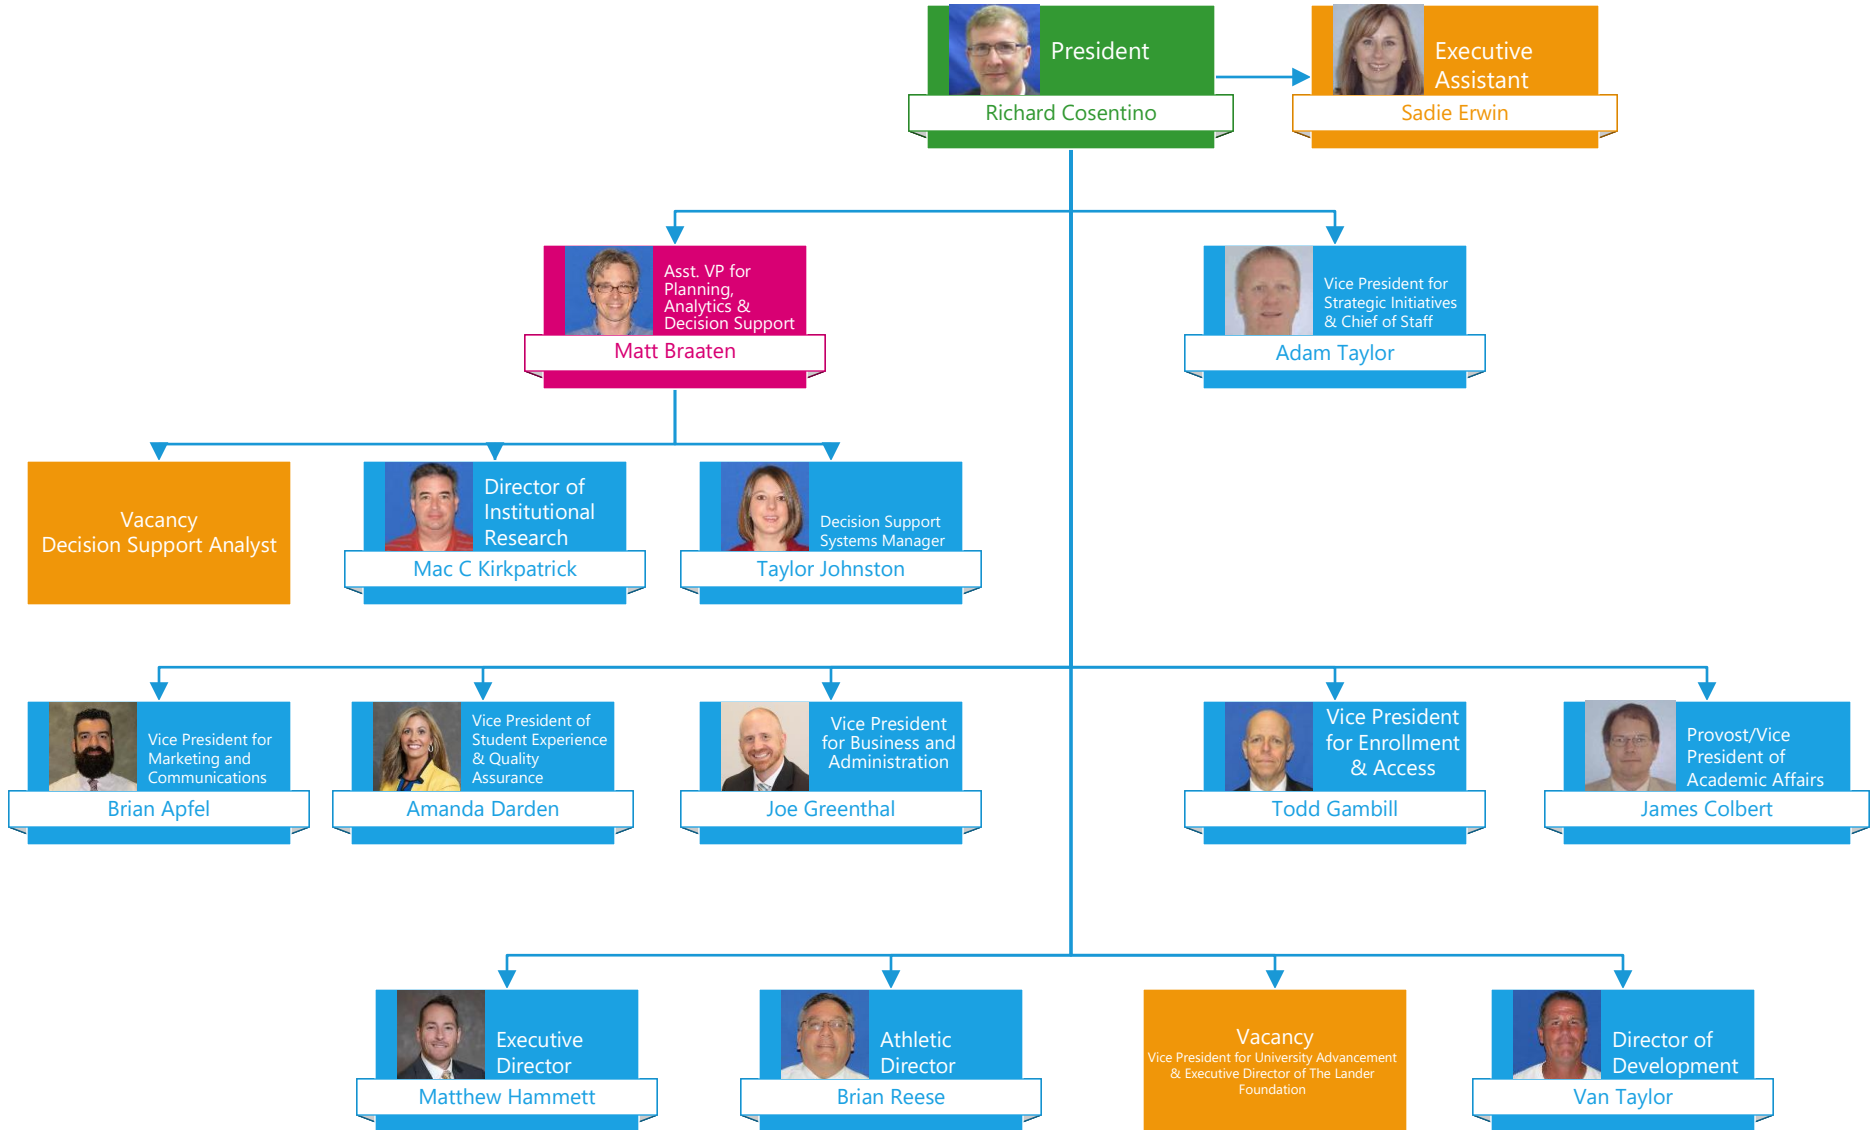 President
Richard Cosentino
Executive
Assistant
Sadie Erwin
Asst. VP for
Planning,
Analytics &
Decision Support
Matt Braaten
Vice President for
Strategic Initiatives
& Chief of Staff
Adam Taylor
Vacancy
Decision Support Analyst
Director of
Institutional
Research
Mac C Kirkpatrick
Decision Support
Systems Manager
Taylor Johnston
Vice President for
Marketing and
Communications
Brian Apfel
Vice President of
Student Experience
& Quality
Assurance
Amanda Darden
Vice President
for Business and
Administration
Joe Greenthal
Vice President
for Enrollment
& Access
Todd Gambill
Provost/Vice
President of
Academic Affairs
James Colbert
Executive
Director
Matthew Hammett
Athletic
Director
Brian Reese
Vacancy
Vice President for University Advancement
& Executive Director of The Lander
Foundation
Director of
Development
Van Taylor